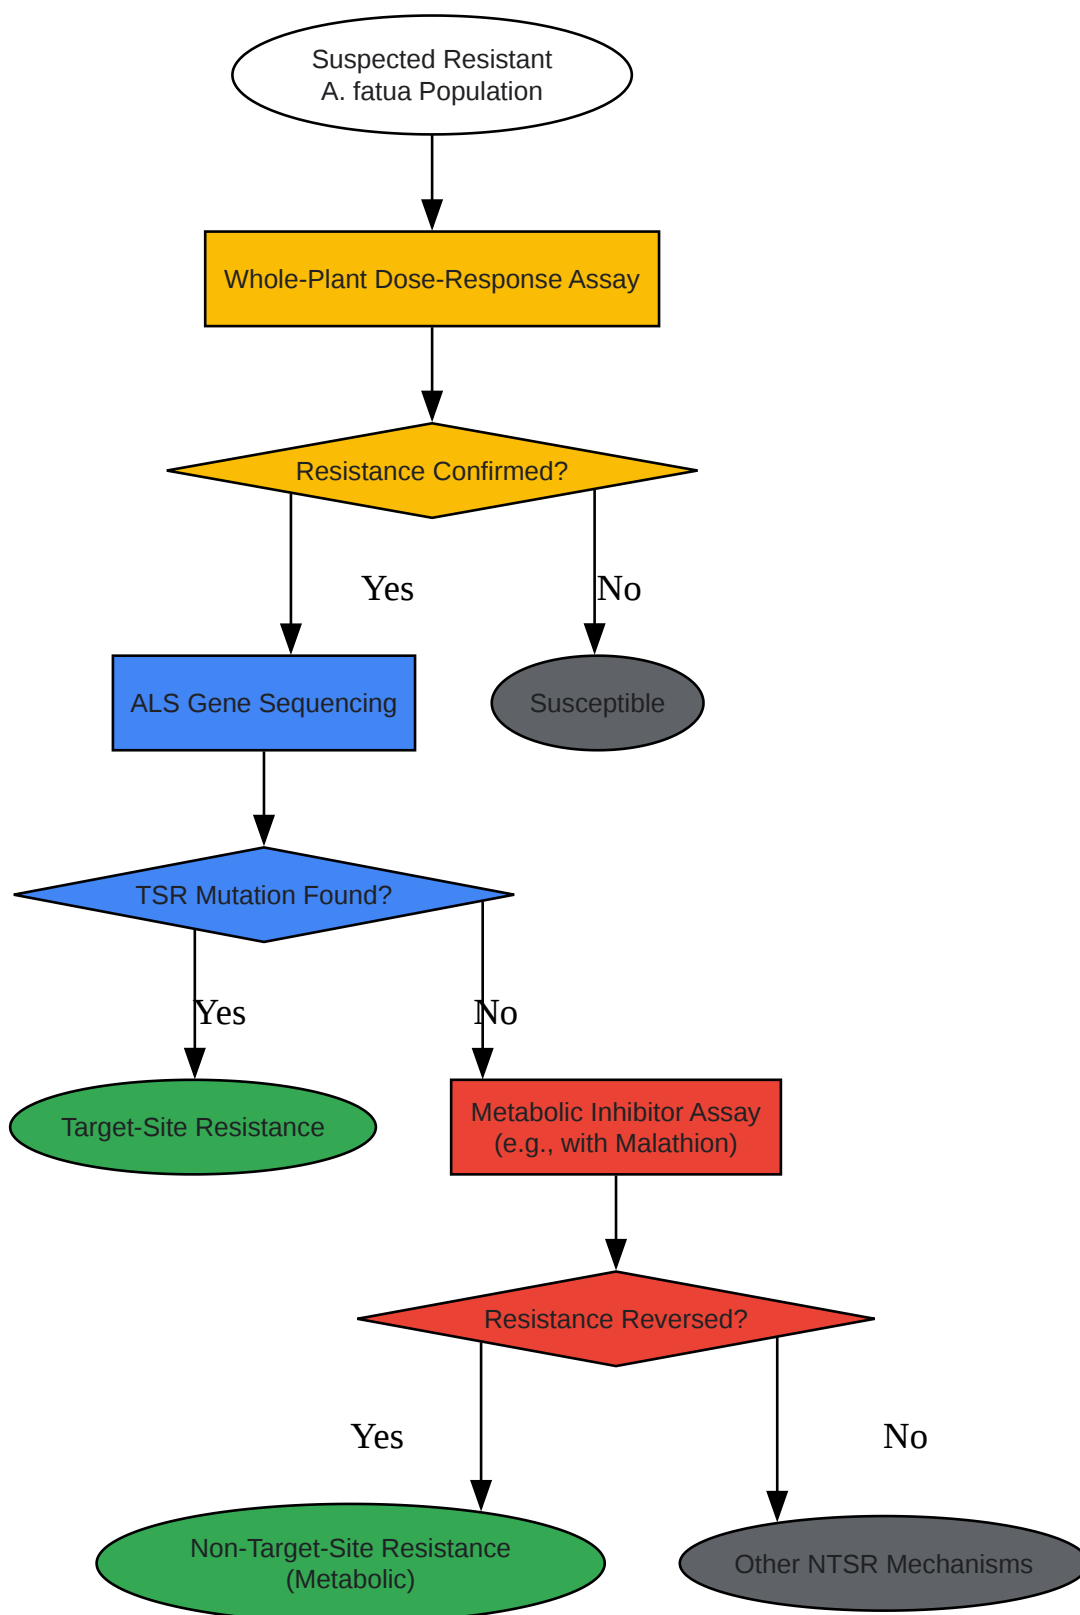 Suspected Resistant
A. fatua Population
Whole-Plant Dose-Response Assay
Resistance Confirmed?
Yes
No
ALS Gene Sequencing
Susceptible
TSR Mutation Found?
Yes
No
Target-Site Resistance
Metabolic Inhibitor Assay
(e.g., with Malathion)
Resistance Reversed?
Yes
No
Non-Target-Site Resistance
(Metabolic)
Other NTSR Mechanisms